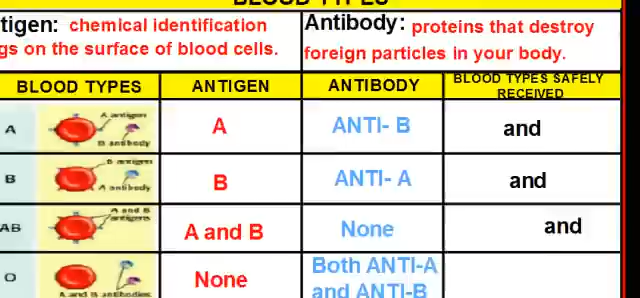 BLOOD TYPES
tigen: chemical identification
gs on the surface of blood cells.
Antibody: proteins that destroy
foreign particles in your body.
BLOOD TYPES
ANTIGEN
ANTIBODY
BLOOD TYPES SAFELY
RECEIVED
A
A antigen
B antibody
A
ANTI- B
and
B
B antigen
A antibody
B
ANTI- A
and
AB
A and B
antigens
A and B
None
and
O
A and B antibodies
None
Both ANTI-A
and ANTI-B